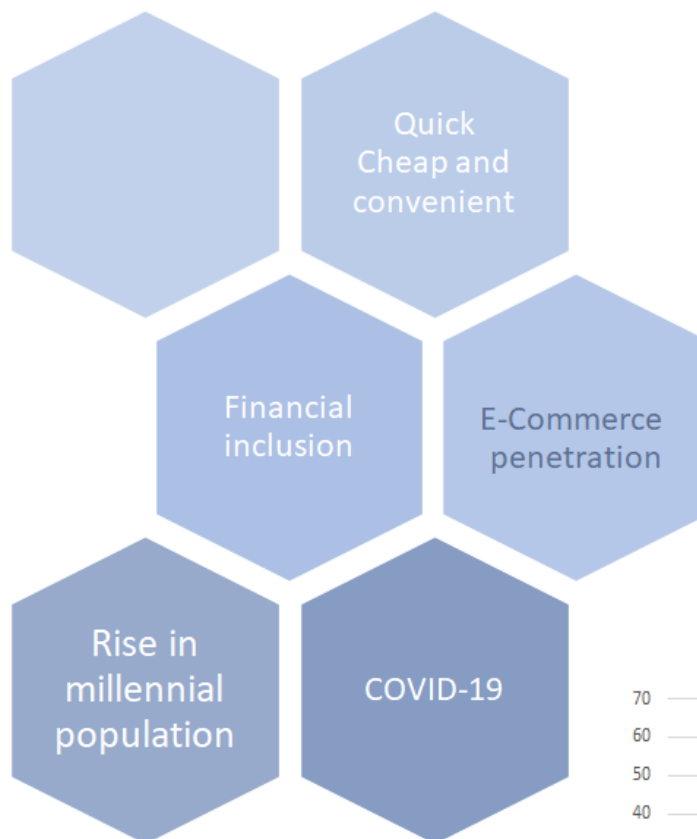 Quick
Cheap and
convenient
Financial
inclusion
E-Commerce
penetration
Rise in
millennial
population
COVID-19
70
60
50
40